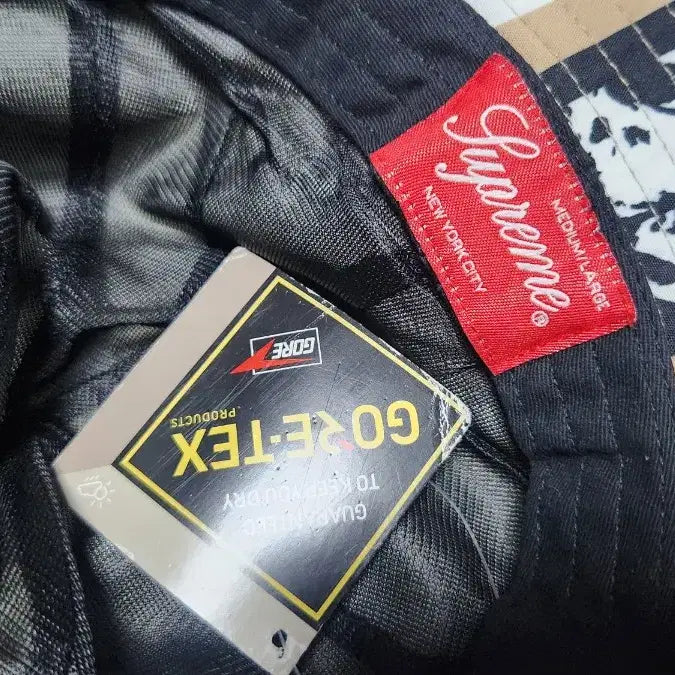 Supreme®
NEW YORK CITY
MEDIUM/LARGE
GORE
GORE-TEX
PRODUCTS
GUARANTEED
TO KEEP YOU DRY